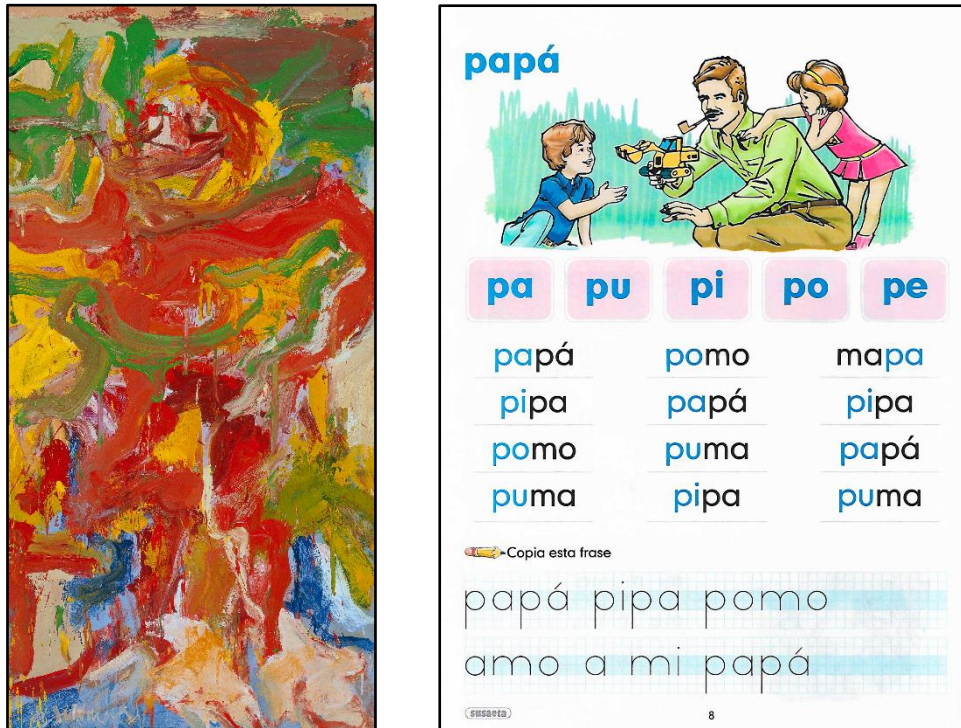 papá
pa pu pi po pe
papá pomo mapa
pipa papá pipa
pomo puma papá
puma pipa puma
Copia esta frase
papá pipa pomo
amo a mi papá
susaeta 8